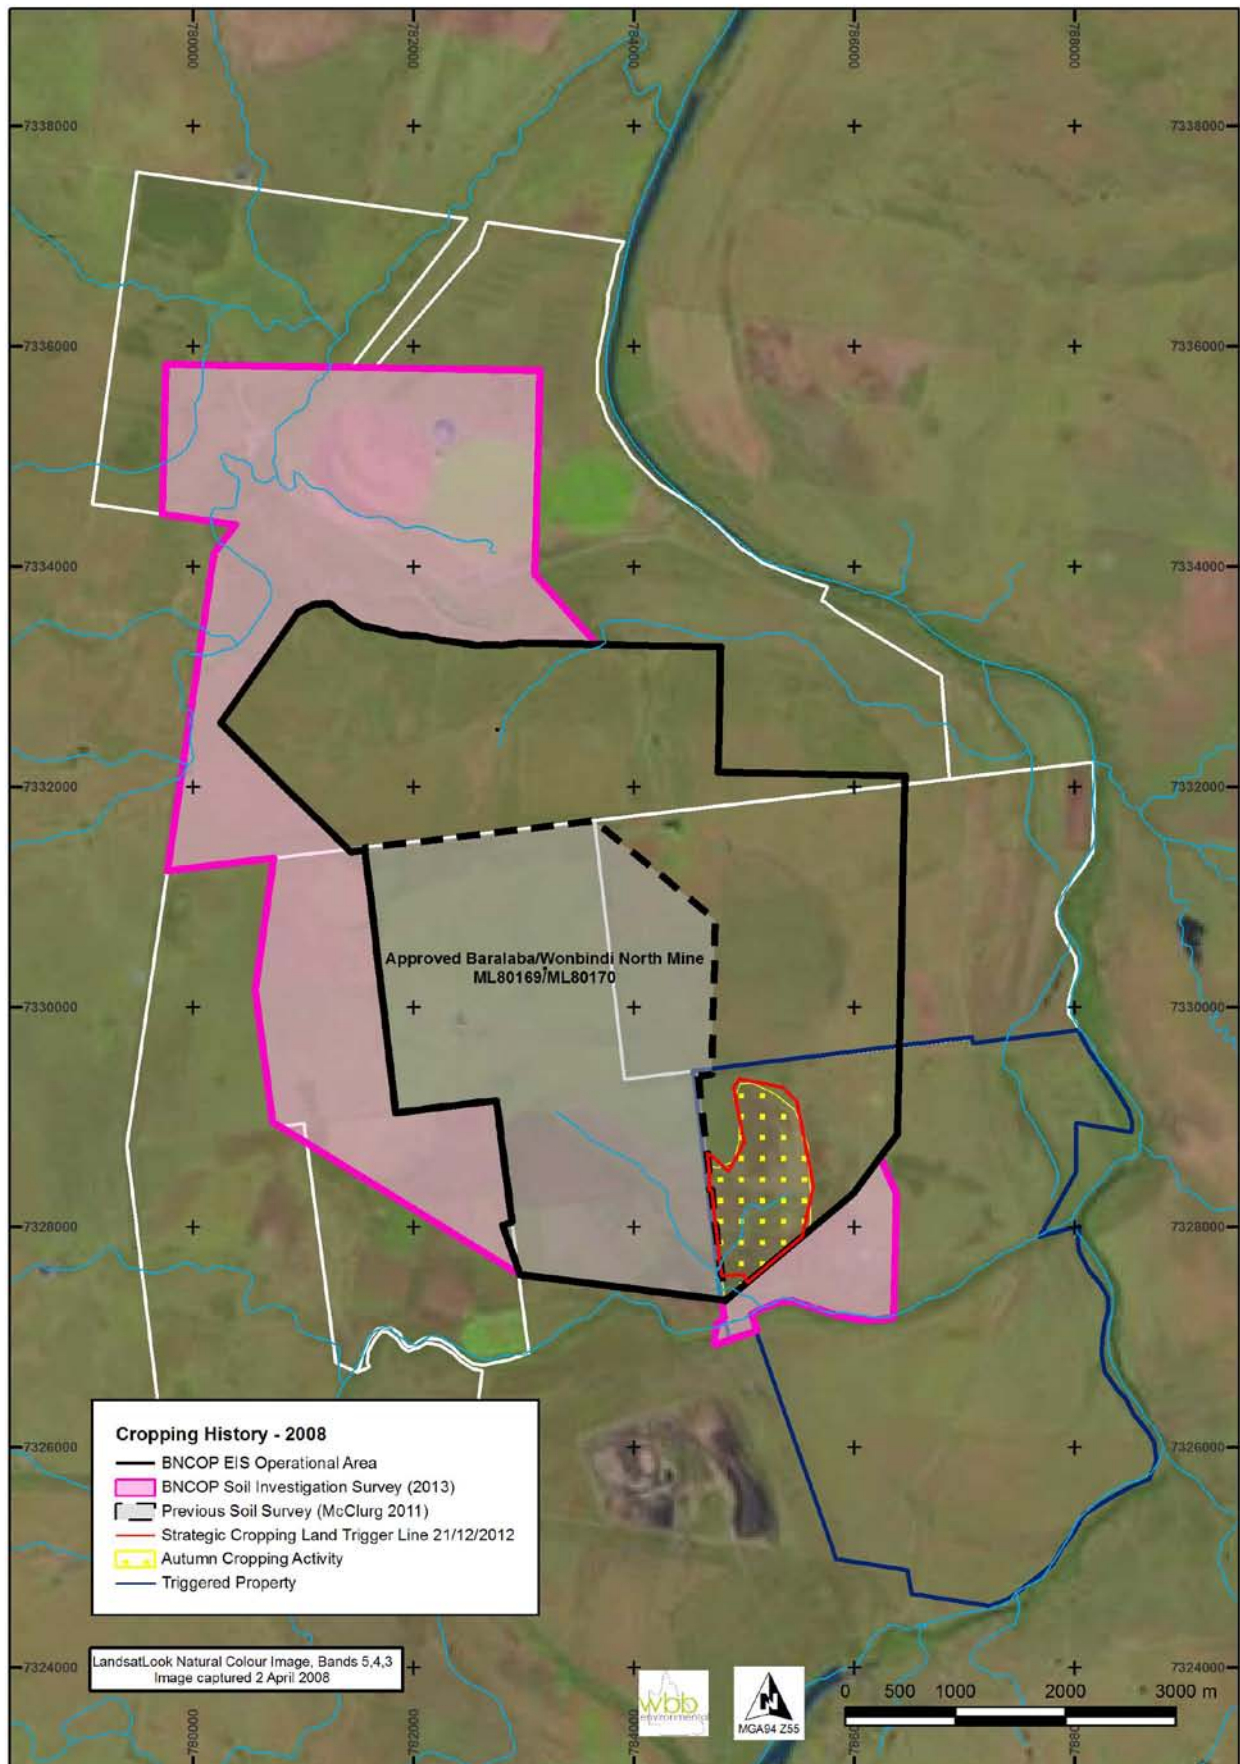 780000 782000 784000 786000 788000
7338000 7338000
7336000 7336000
7334000 7334000
7332000 7332000
Approved Baralaba/Wonbindi North Mine
ML80169/ML80170
7330000 7330000
7328000 7328000
7326000 7326000
Cropping History - 2008
BNCOP EIS Operational Area
BNCOP Soil Investigation Survey (2013)
Previous Soil Survey (McClurg 2011)
Strategic Cropping Land Trigger Line 21/12/2012
Autumn Cropping Activity
Triggered Property
7324000 7324000
LandsatLook Natural Colour Image, Bands 5,4,3
Image captured 2 April 2008
wbb
environmental
N
MGA94 Z55
0 500 1000 2000 3000 m
780000 782000 784000